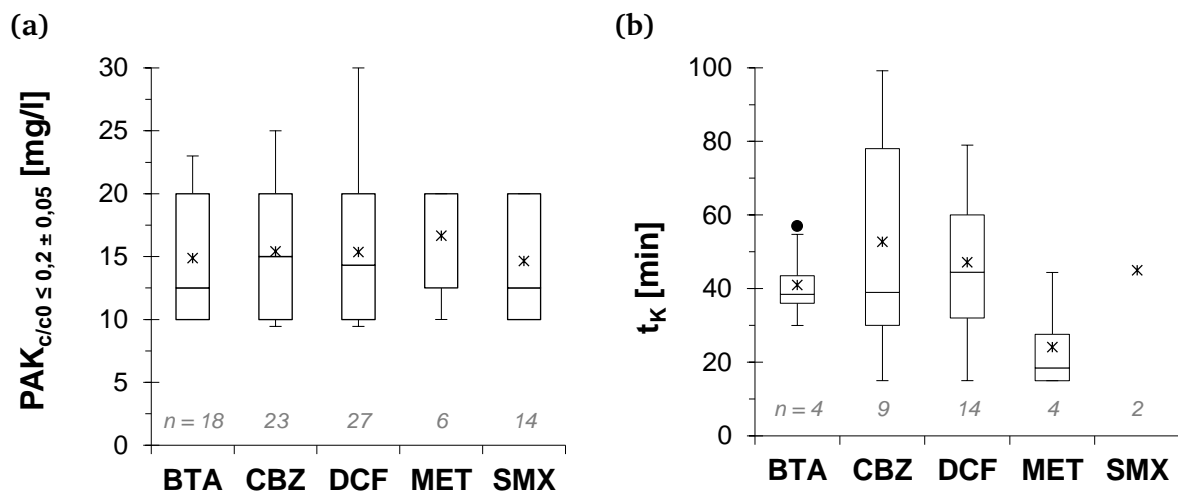 (a)
PAK c/c0 ≤ 0,2 ± 0,05 [mg/l]
30
25
20
15
10
5
0
n = 18 23 27 6 14
BTA CBZ DCF MET SMX
(b)
t K [min]
100
80
60
40
20
0
n = 4 9 14 4 2
BTA CBZ DCF MET SMX